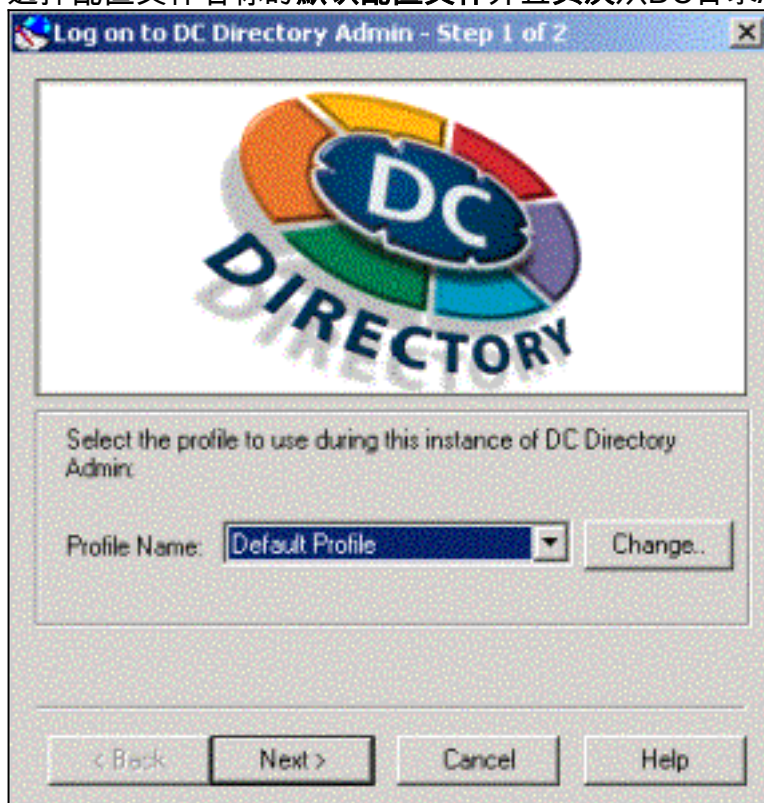 Log on to DC Directory Admin - Step 1 of 2
DC
DIRECTORY
Select the profile to use during this instance of DC Directory
Admin:
Profile Name: Default Profile Change..
< Back Next > Cancel Help